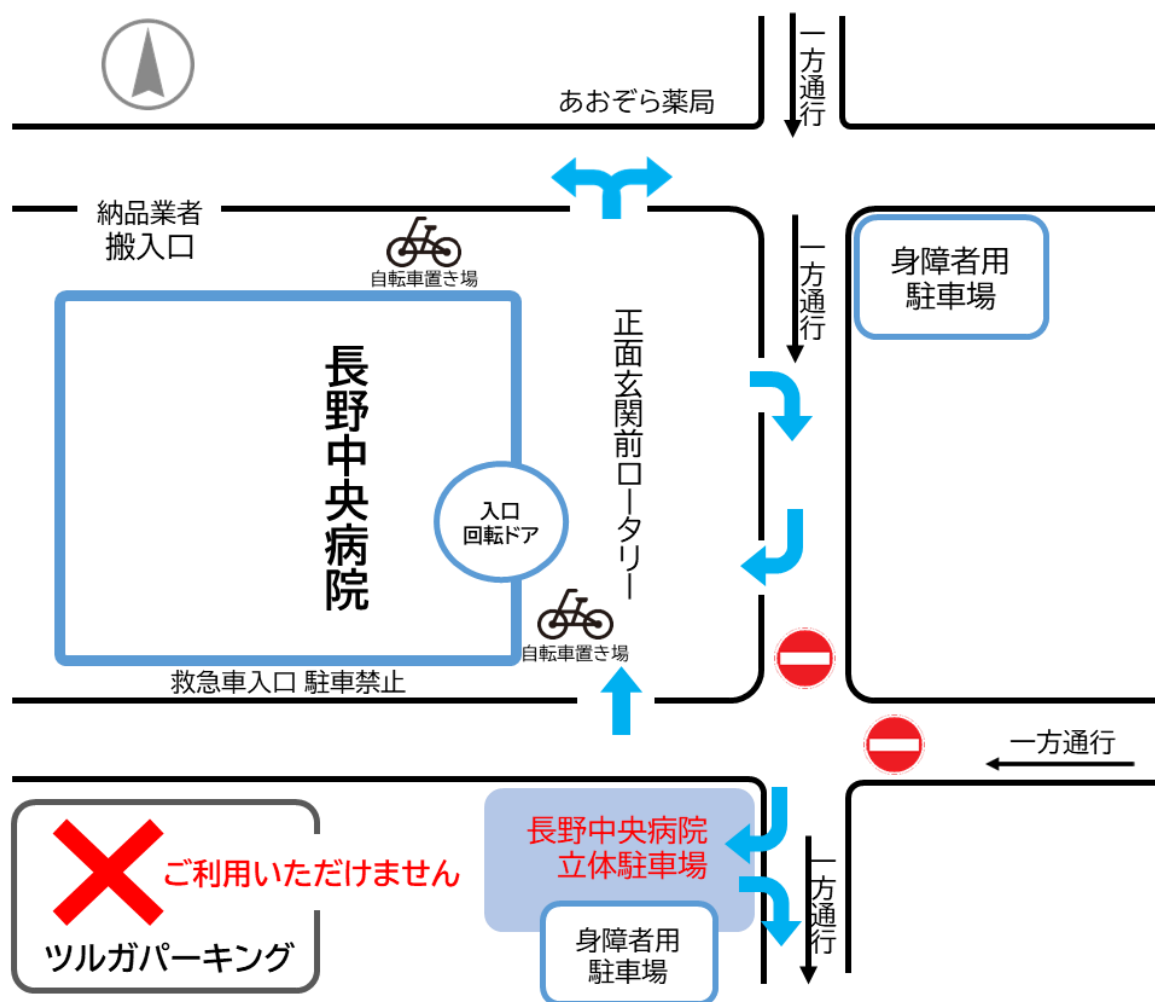 一方通行
あおぞら薬局
納品業者
搬入口
自転車置き場
一方通行
身障者用
駐車場
長野中央病院
正面玄関前ロータリー
入口
回転ドア
自転車置き場
救急車入口 駐車禁止
一方通行
ご利用いただけません
ツルガパーキング
長野中央病院
立体駐車場
身障者用
駐車場
一方通行